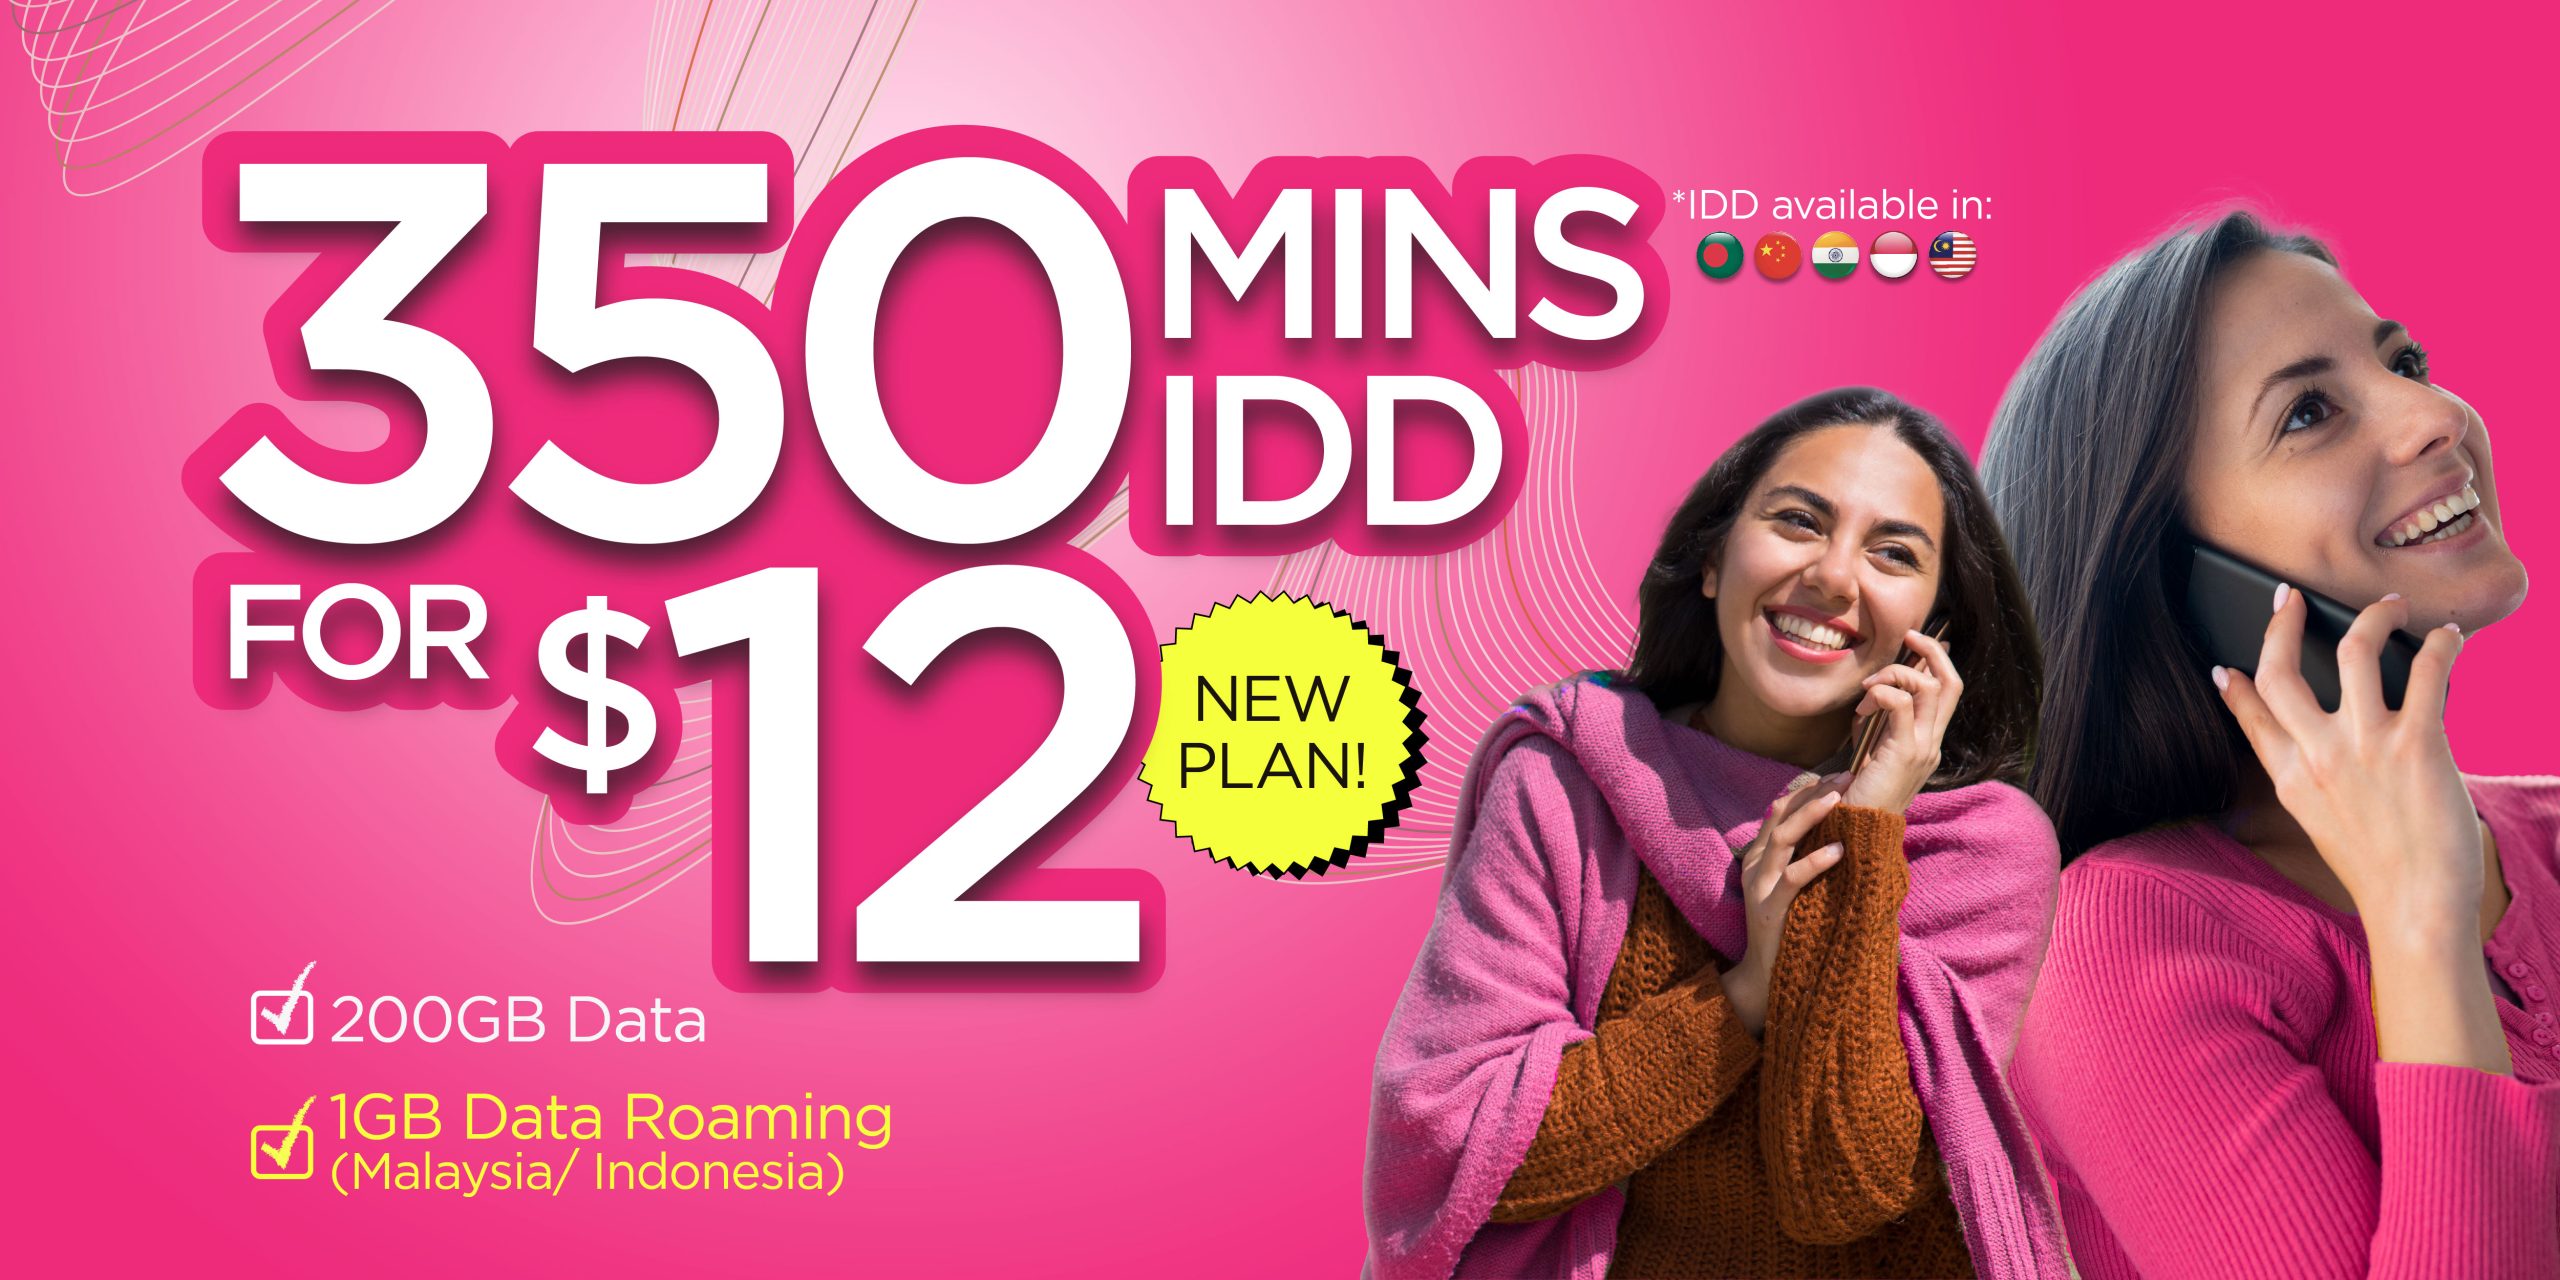 350 MINS
IDD
*IDD available in:
FOR $12
NEW
PLAN!
200GB Data
1GB Data Roaming
(Malaysia/ Indonesia)